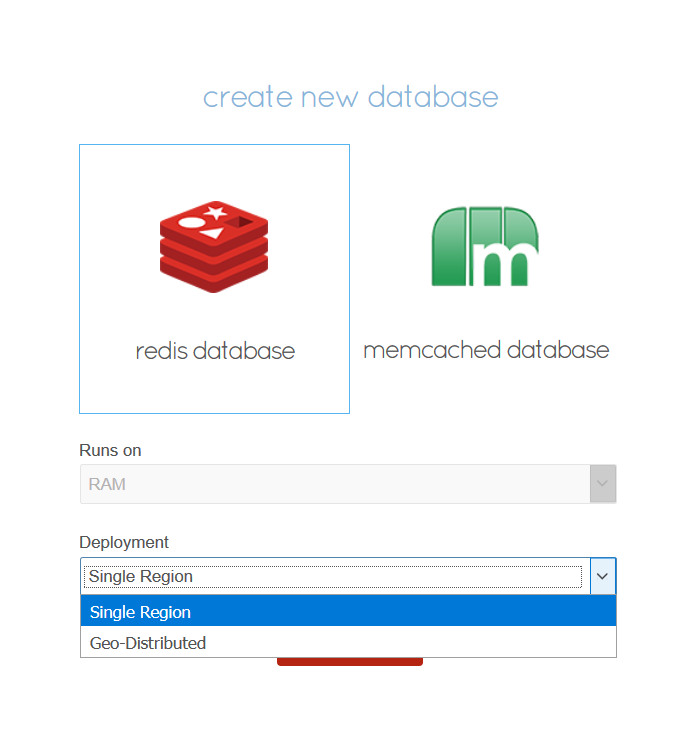 create new database
redis database
memcached database
Runs on
RAM
Deployment
Single Region
Single Region
Geo-Distributed